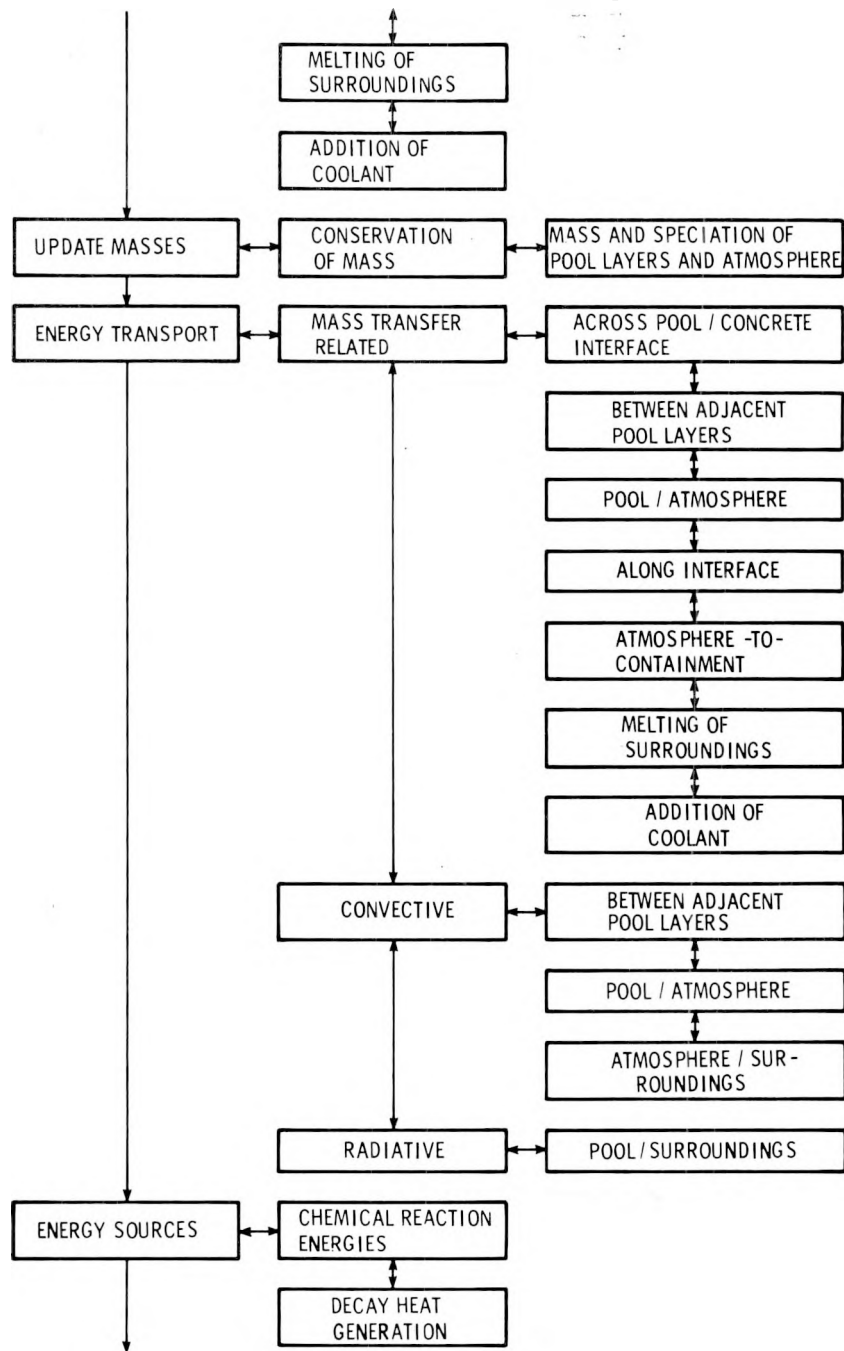 MELTING OF
SURROUNDINGS
ADDITION OF
COOLANT
UPDATE MASSES
CONSERVATION
OF MASS
MASS AND SPECIATION OF
POOL LAYERS AND ATMOSPHERE
ENERGY TRANSPORT
MASS TRANSFER
RELATED
ACROSS POOL / CONCRETE
INTERFACE
BETWEEN ADJACENT
POOL LAYERS
POOL / ATMOSPHERE
ALONG INTERFACE
ATMOSPHERE -TO-
CONTAINMENT
MELTING OF
SURROUNDINGS
ADDITION OF
COOLANT
CONVECTIVE
BETWEEN ADJACENT
POOL LAYERS
POOL / ATMOSPHERE
ATMOSPHERE / SUR-
ROUNDINGS
RADIATIVE
POOL / SURROUNDINGS
ENERGY SOURCES
CHEMICAL REACTION
ENERGIES
DECAY HEAT
GENERATION